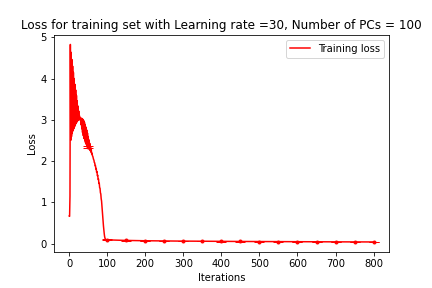 Loss for training set with Learning rate =30, Number of PCs = 100
Training loss
5
4
3
2
1
0
Loss
0 100 200 300 400 500 600 700 800
Iterations